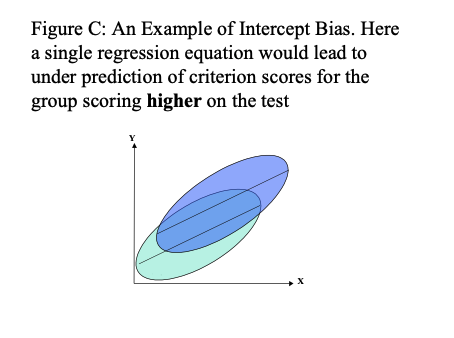 Figure C: An Example of Intercept Bias. Here
a single regression equation would lead to
under prediction of criterion scores for the
group scoring higher on the test
Y
X